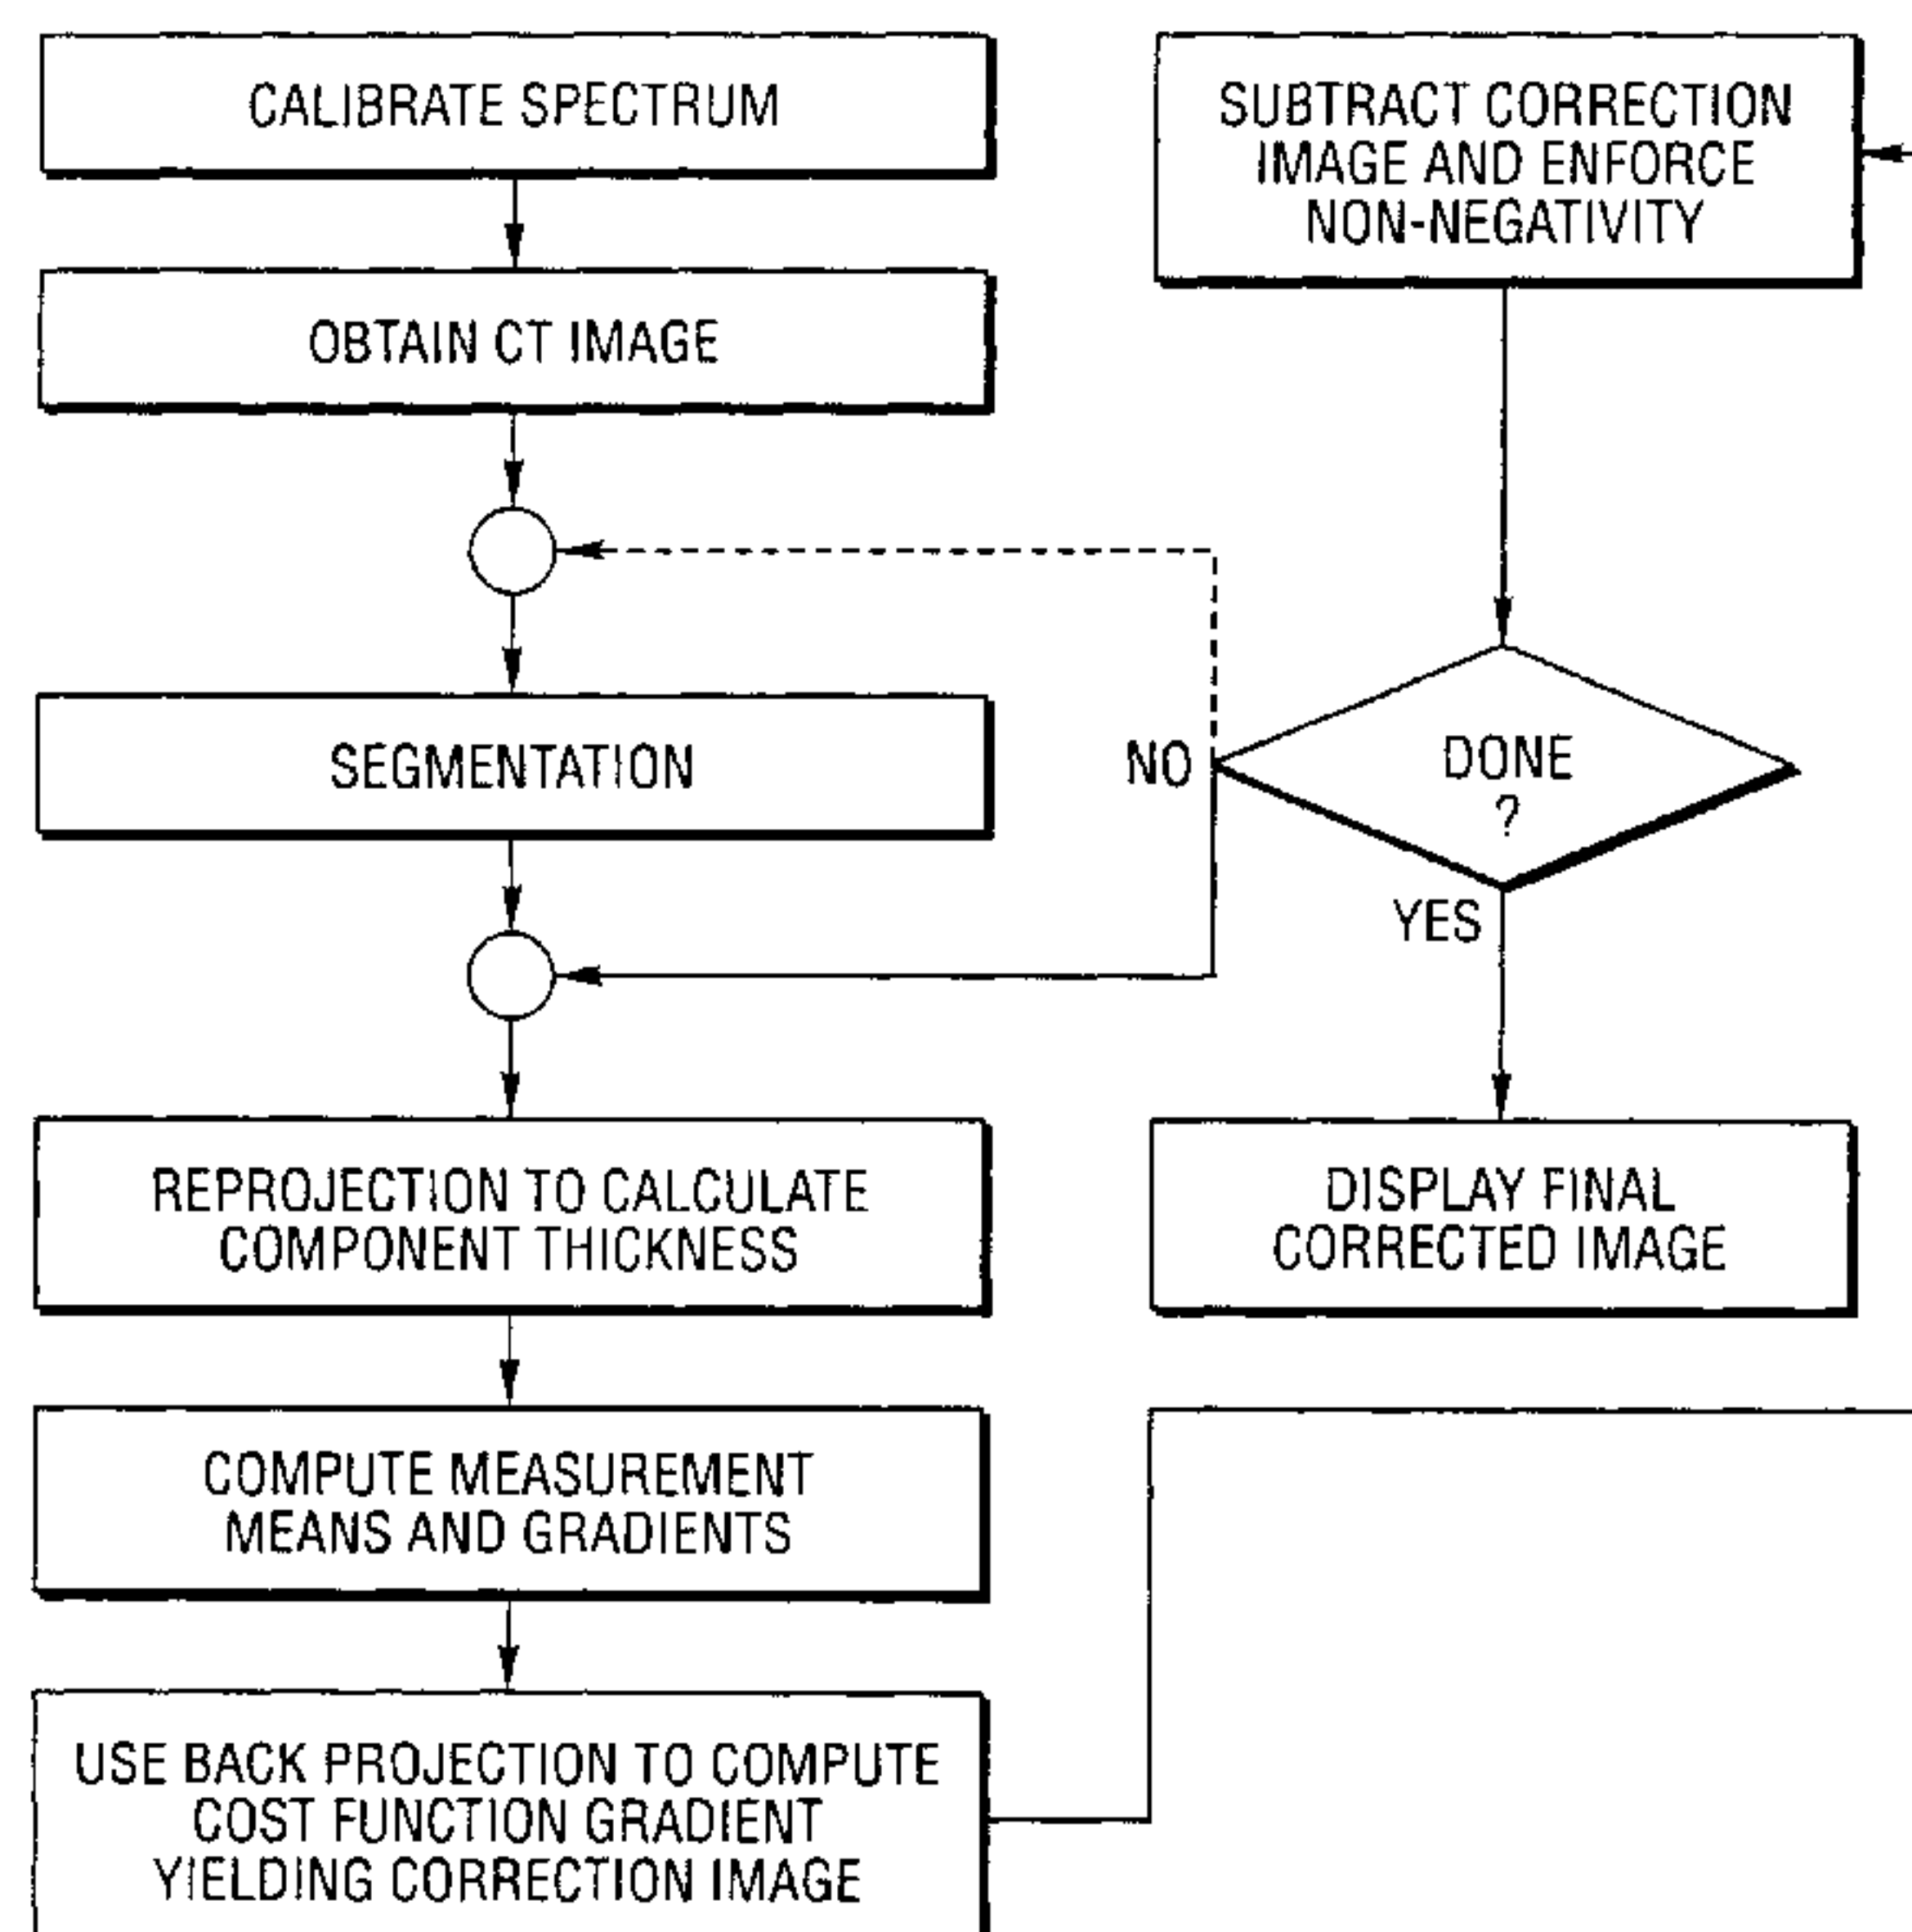 CALIBRATE SPECTRUM
OBTAIN CT IMAGE
SEGMENTATION
REPROJECTION TO CALCULATE
COMPONENT THICKNESS
COMPUTE MEASUREMENT
MEANS AND GRADIENTS
USE BACK PROJECTION TO COMPUTE
COST FUNCTION GRADIENT
YIELDING CORRECTION IMAGE
SUBTRACT CORRECTION
IMAGE AND ENFORCE
NON-NEGATIVITY
DONE
?
NO
YES
DISPLAY FINAL
CORRECTED IMAGE